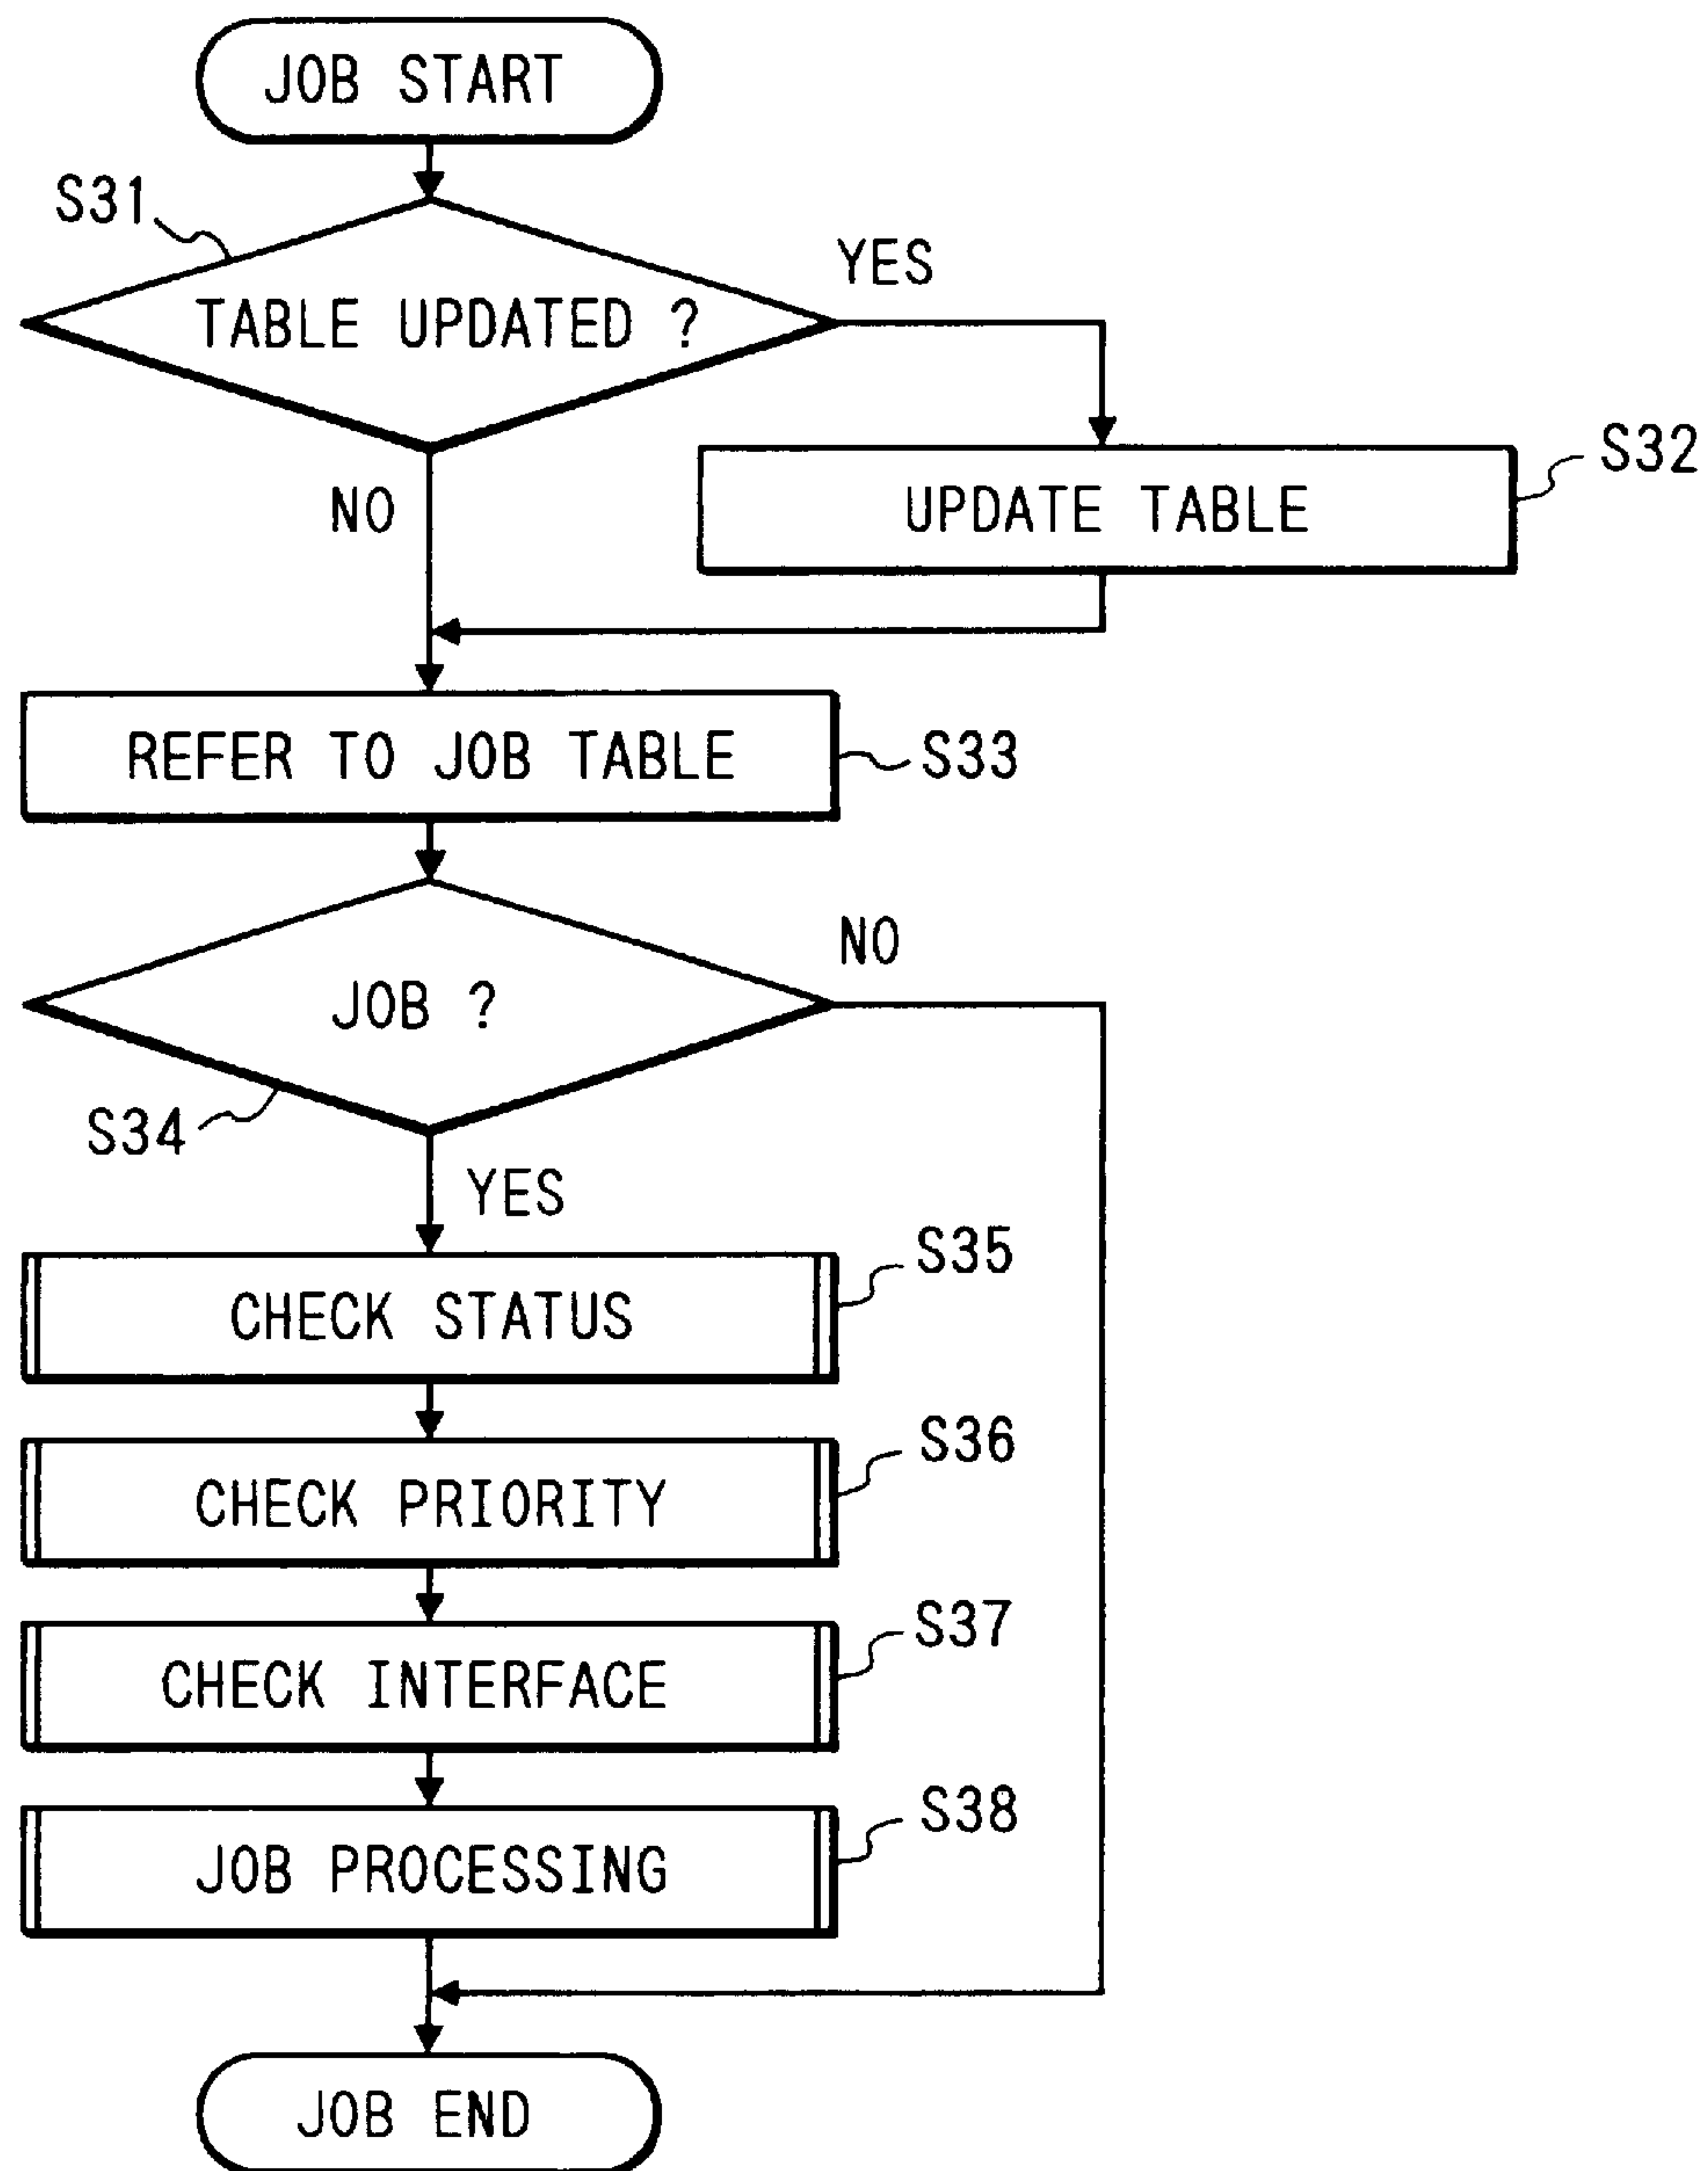 JOB START
S31
YES
TABLE UPDATED ?
S32
UPDATE TABLE
NO
REFER TO JOB TABLE
S33
NO
JOB ?
S34
YES
S35
CHECK STATUS
S36
CHECK PRIORITY
S37
CHECK INTERFACE
S38
JOB PROCESSING
JOB END